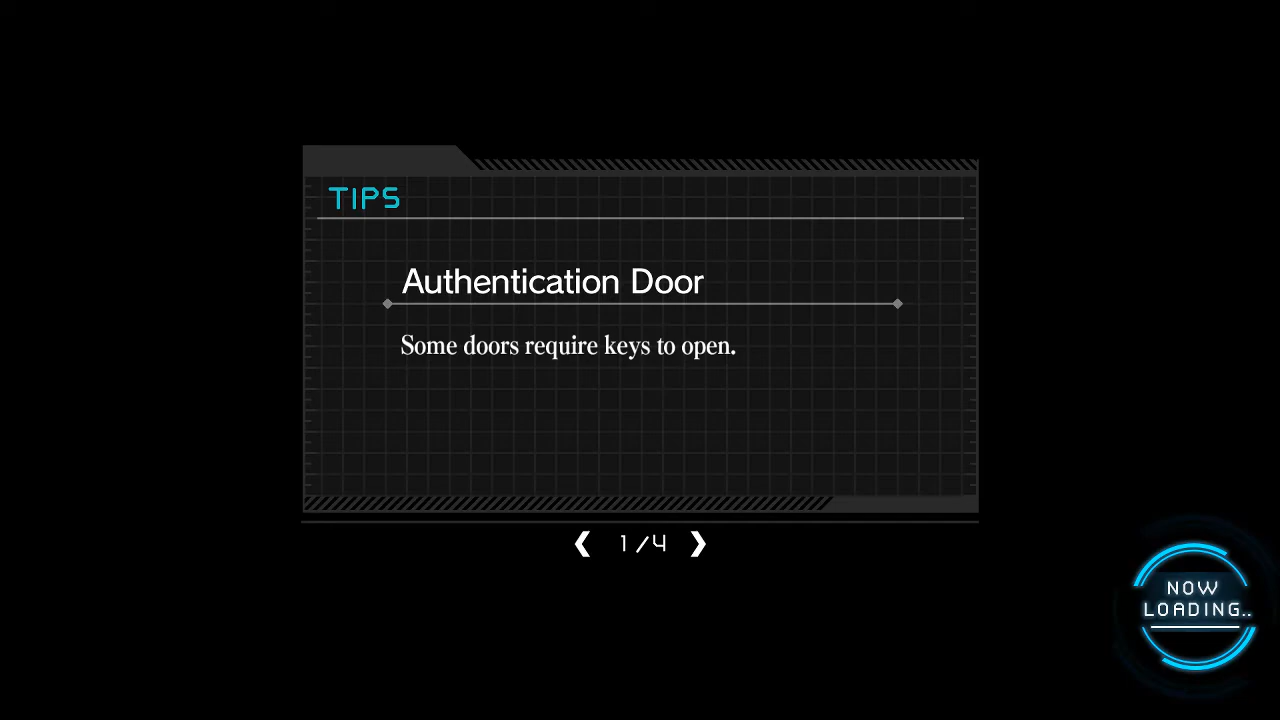 TIPS
Authentication Door
Some doors require keys to open.
❮ 1/4 ❯
NOW
LOADING..